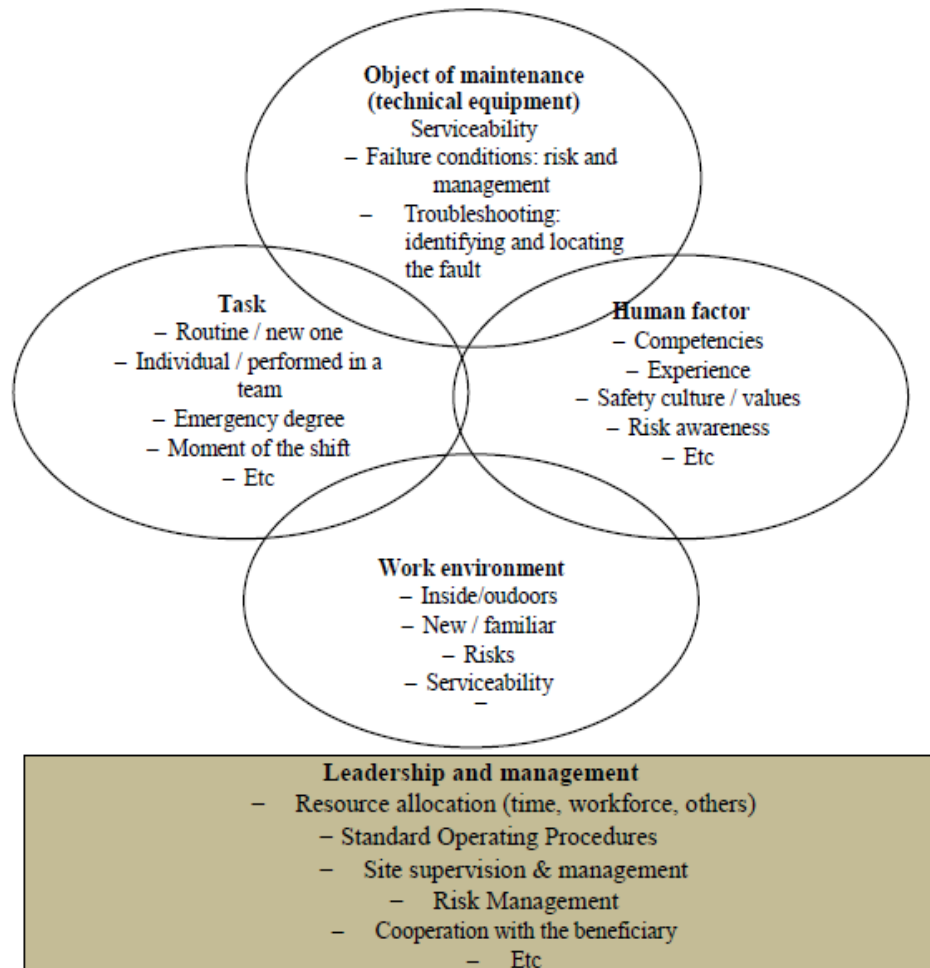 Object of maintenance
(technical equipment)
Serviceability
– Failure conditions: risk and
management
– Troubleshooting:
identifying and locating
the fault
Task
– Routine / new one
– Individual / performed in a
team
– Emergency degree
– Moment of the shift
– Etc
Human factor
– Competencies
– Experience
– Safety culture / values
– Risk awareness
– Etc
Work environment
– Inside/oudoors
– New / familiar
– Risks
– Serviceability
–
Leadership and management
– Resource allocation (time, workforce, others)
– Standard Operating Procedures
– Site supervision & management
– Risk Management
– Cooperation with the beneficiary
– Etc